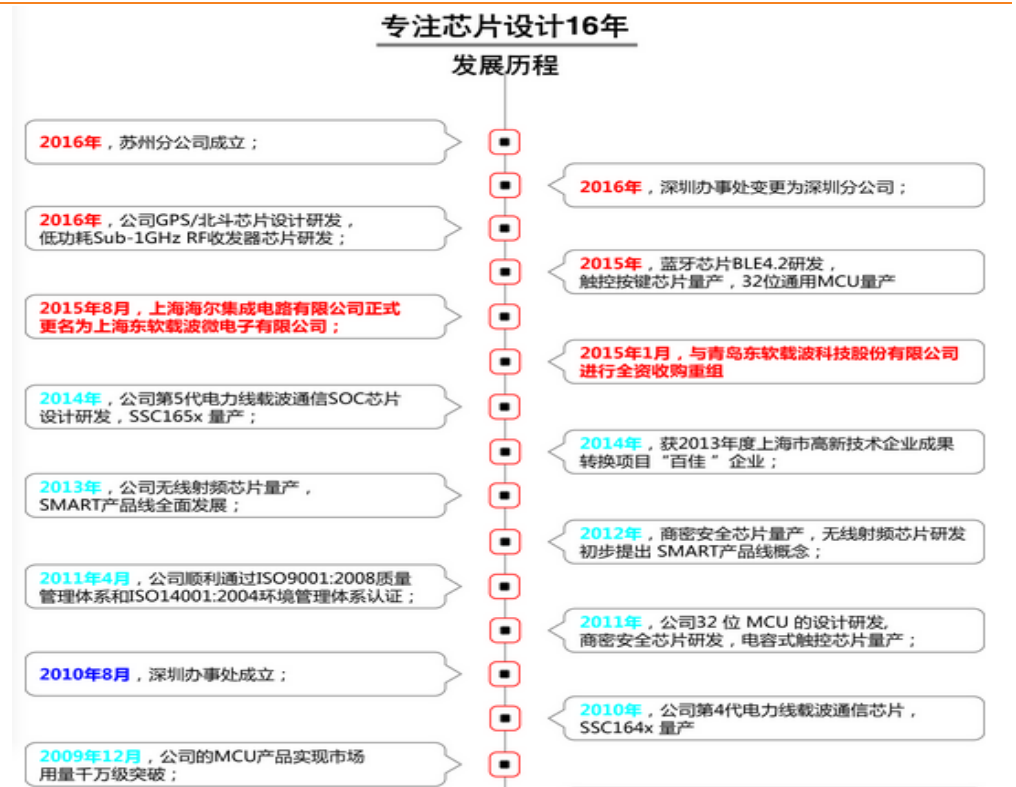 专注芯片设计16年
发展历程
2016年，苏州分公司成立；
2016年，深圳办事处变更为深圳分公司；
2016年，公司GPS/北斗芯片设计研发，
低功耗Sub-1GHz RF收发器芯片研发；
2015年，蓝牙芯片BLE4.2研发，
触控按键芯片量产，32位通用MCU量产
2015年8月，上海海尔集成电路有限公司正式
更名为上海东软载波微电子有限公司；
2015年1月，与青岛东软载波科技股份有限公司
进行全资收购重组
2014年，公司第5代电力线载波通信SOC芯片
设计研发，SSC165x 量产；
2014年，获2013年度上海市高新技术企业成果
转换项目“百佳 ”企业；
2013年，公司无线射频芯片量产，
SMART产品线全面发展；
2012年，商密安全芯片量产，无线射频芯片研发
初步提出 SMART产品线概念；
2011年4月，公司顺利通过ISO9001:2008质量
管理体系和ISO14001:2004环境管理体系认证；
2011年，公司32 位 MCU 的设计研发,
商密安全芯片研发，电容式触控芯片量产；
2010年8月，深圳办事处成立；
2010年，公司第4代电力线载波通信芯片，
SSC164x 量产
2009年12月，公司的MCU产品实现市场
用量千万级突破；